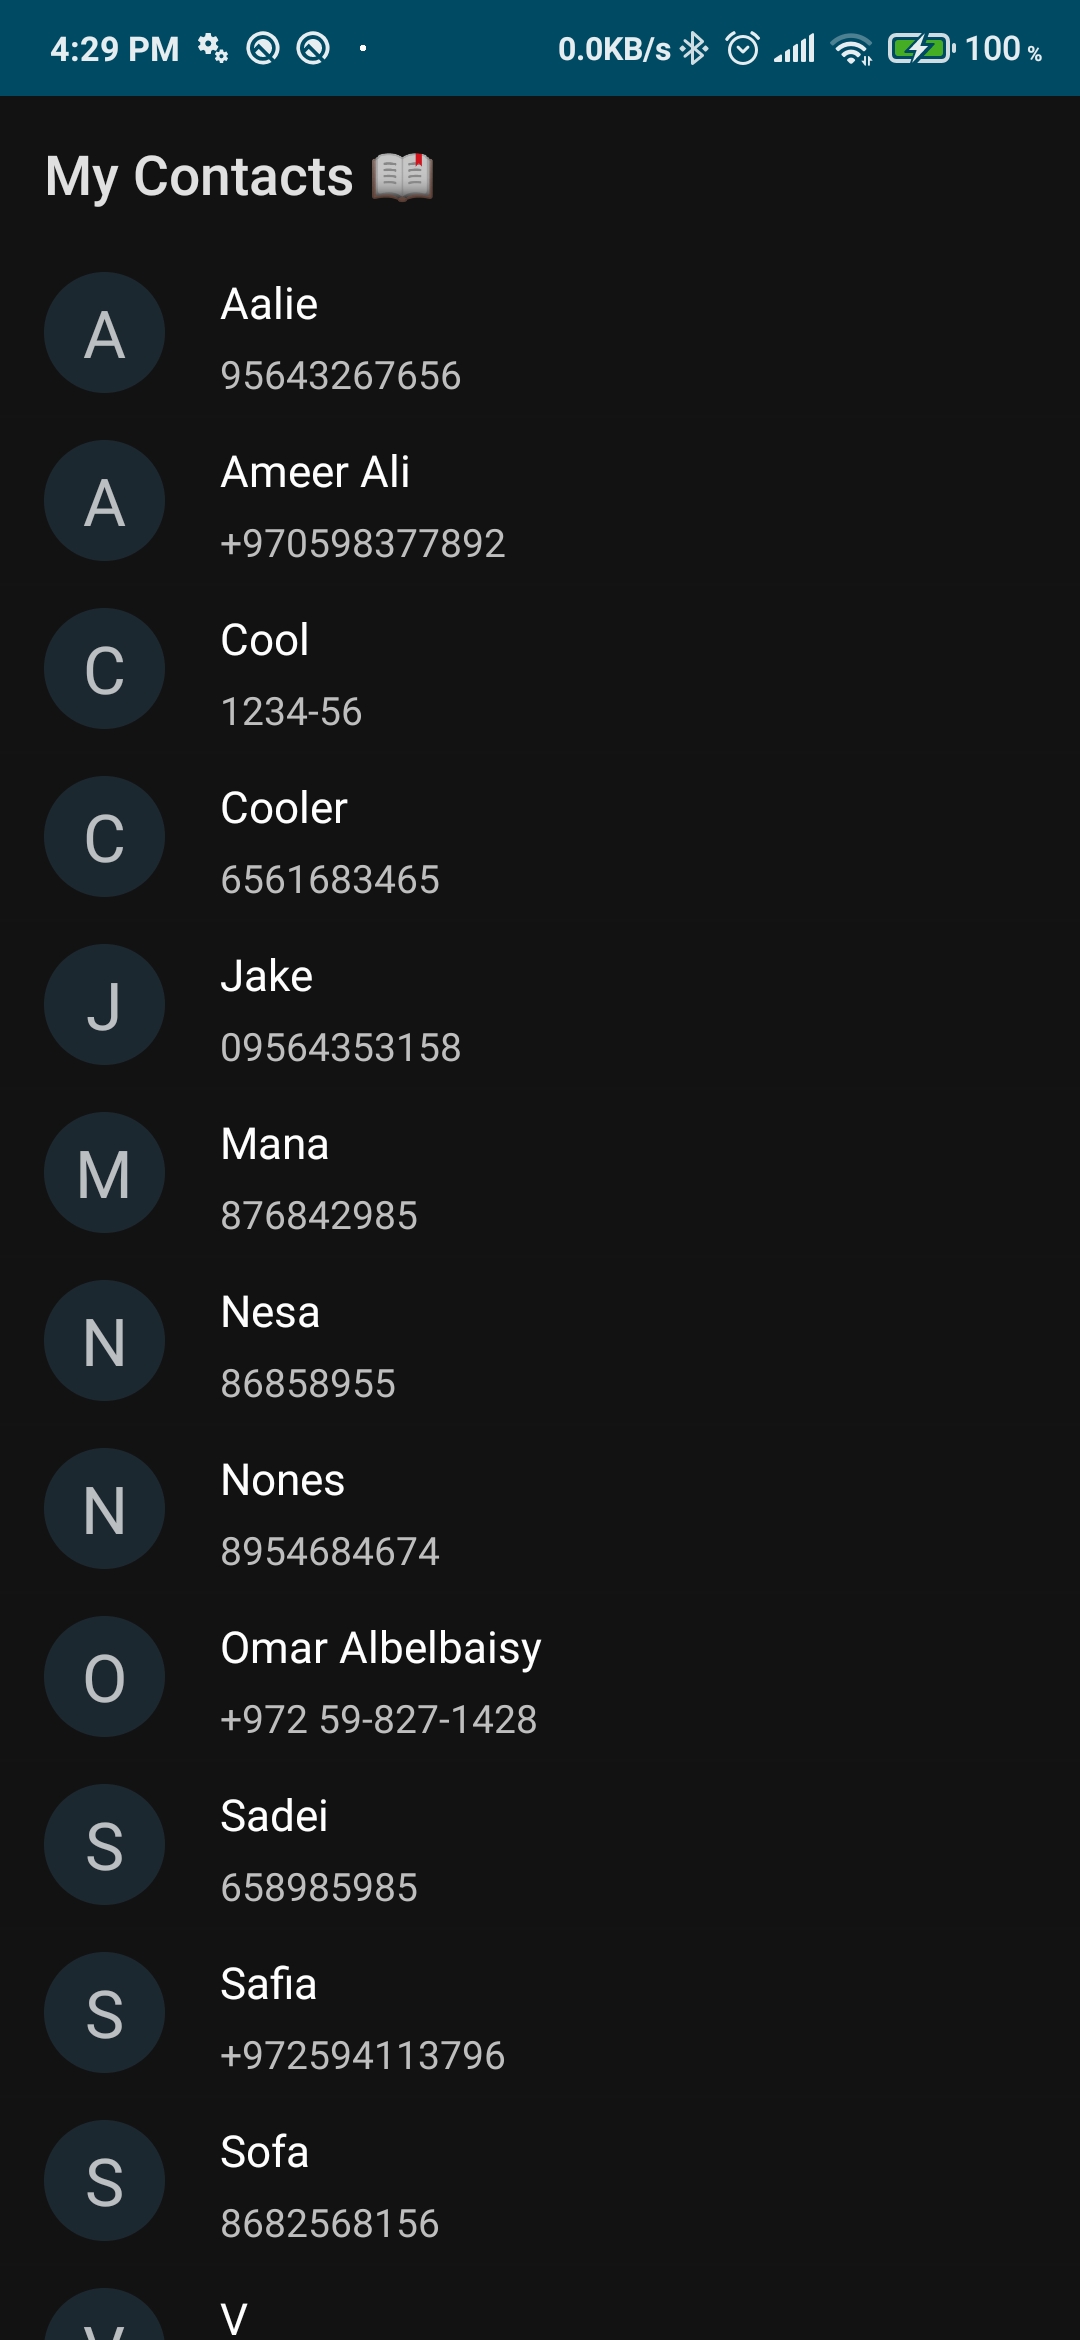 4:29 PM 0.0KB/s 100 %
My Contacts 📖
A
Aalie
95643267656
A
Ameer Ali
+970598377892
C
Cool
1234-56
C
Cooler
6561683465
J
Jake
09564353158
M
Mana
876842985
N
Nesa
86858955
N
Nones
8954684674
O
Omar Albelbaisy
+972 59-827-1428
S
Sadei
658985985
S
Safia
+972594113796
S
Sofa
8682568156
V
V